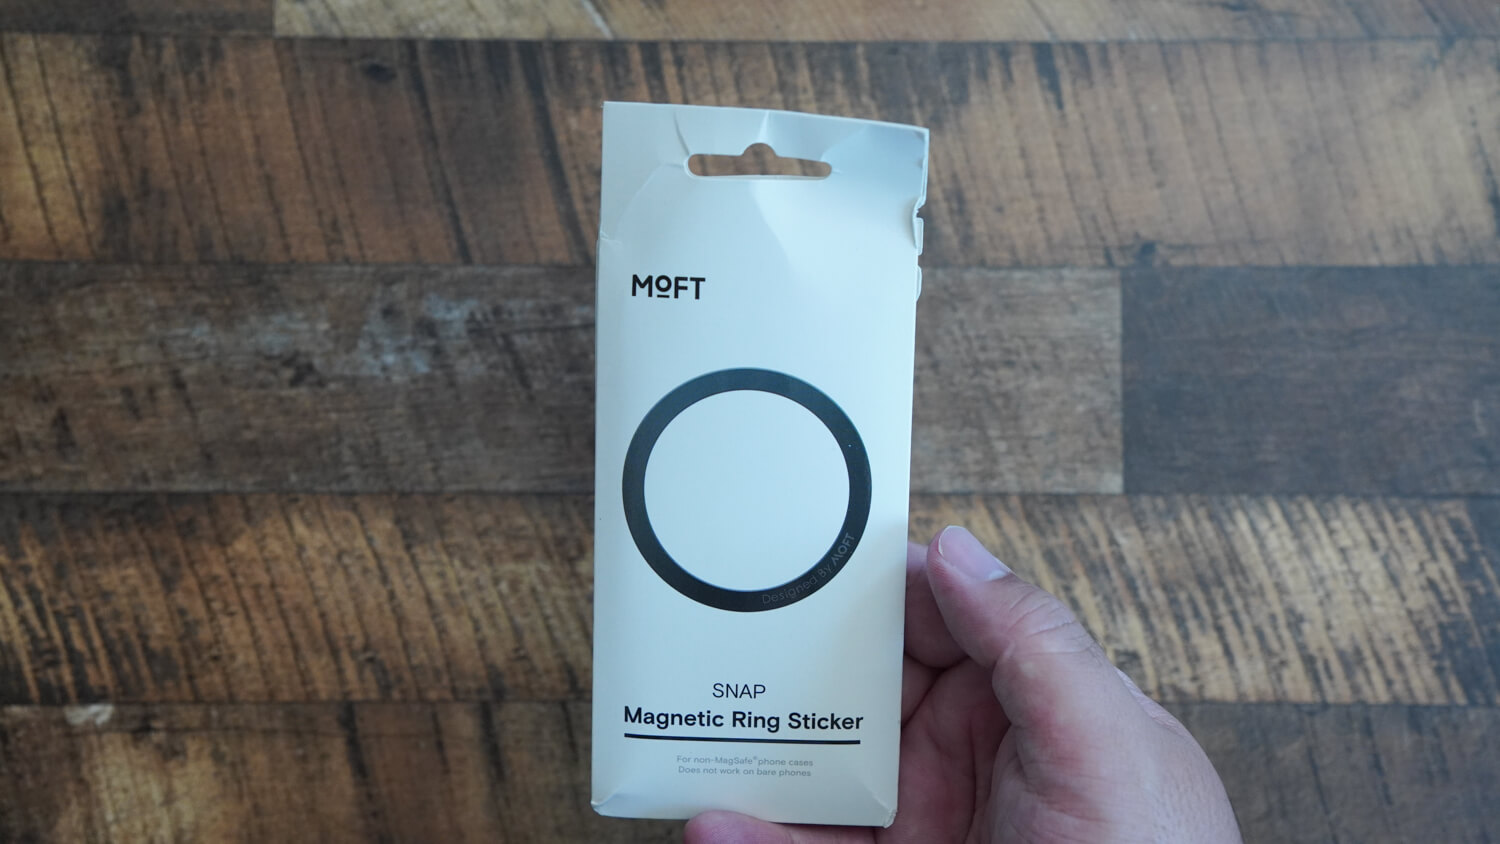 MOFT
Designed By MOFT
SNAP
Magnetic Ring Sticker
For non-MagSafe® phone cases
Does not work on bare phones